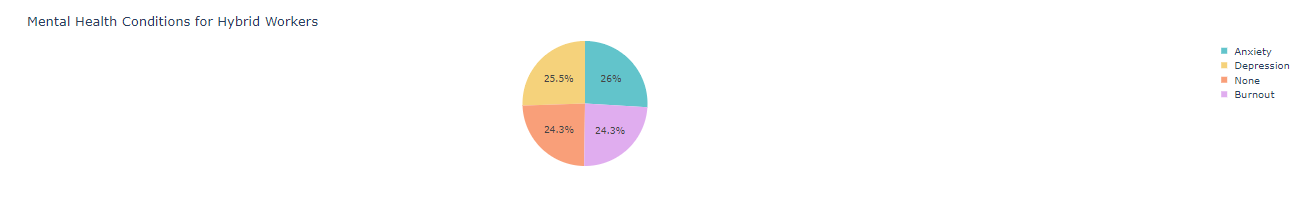 Mental Health Conditions for Hybrid Workers
25.5%
26%
24.3%
24.3%
Anxiety
Depression
None
Burnout